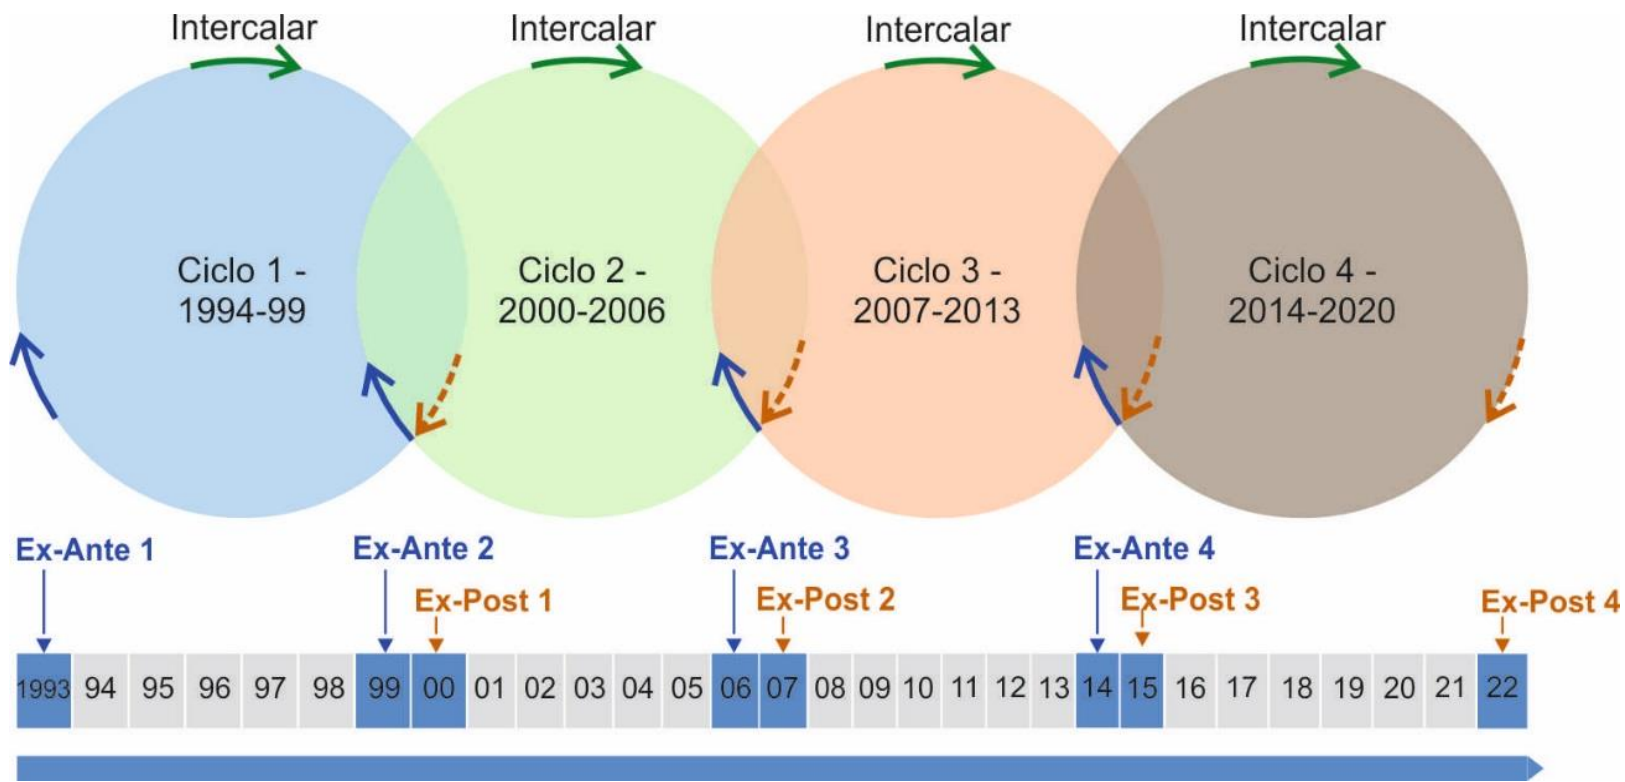 Intercalar
Intercalar
Intercalar
Intercalar
Ciclo 1 -
1994-99
Ciclo 2 -
2000-2006
Ciclo 3 -
2007-2013
Ciclo 4 -
2014-2020
Ex-Ante 1
Ex-Ante 2
Ex-Ante 3
Ex-Ante 4
Ex-Post 1
Ex-Post 2
Ex-Post 3
Ex-Post 4
1993 94 95 96 97 98 99 00 01 02 03 04 05 06 07 08 09 10 11 12 13 14 15 16 17 18 19 20 21 22